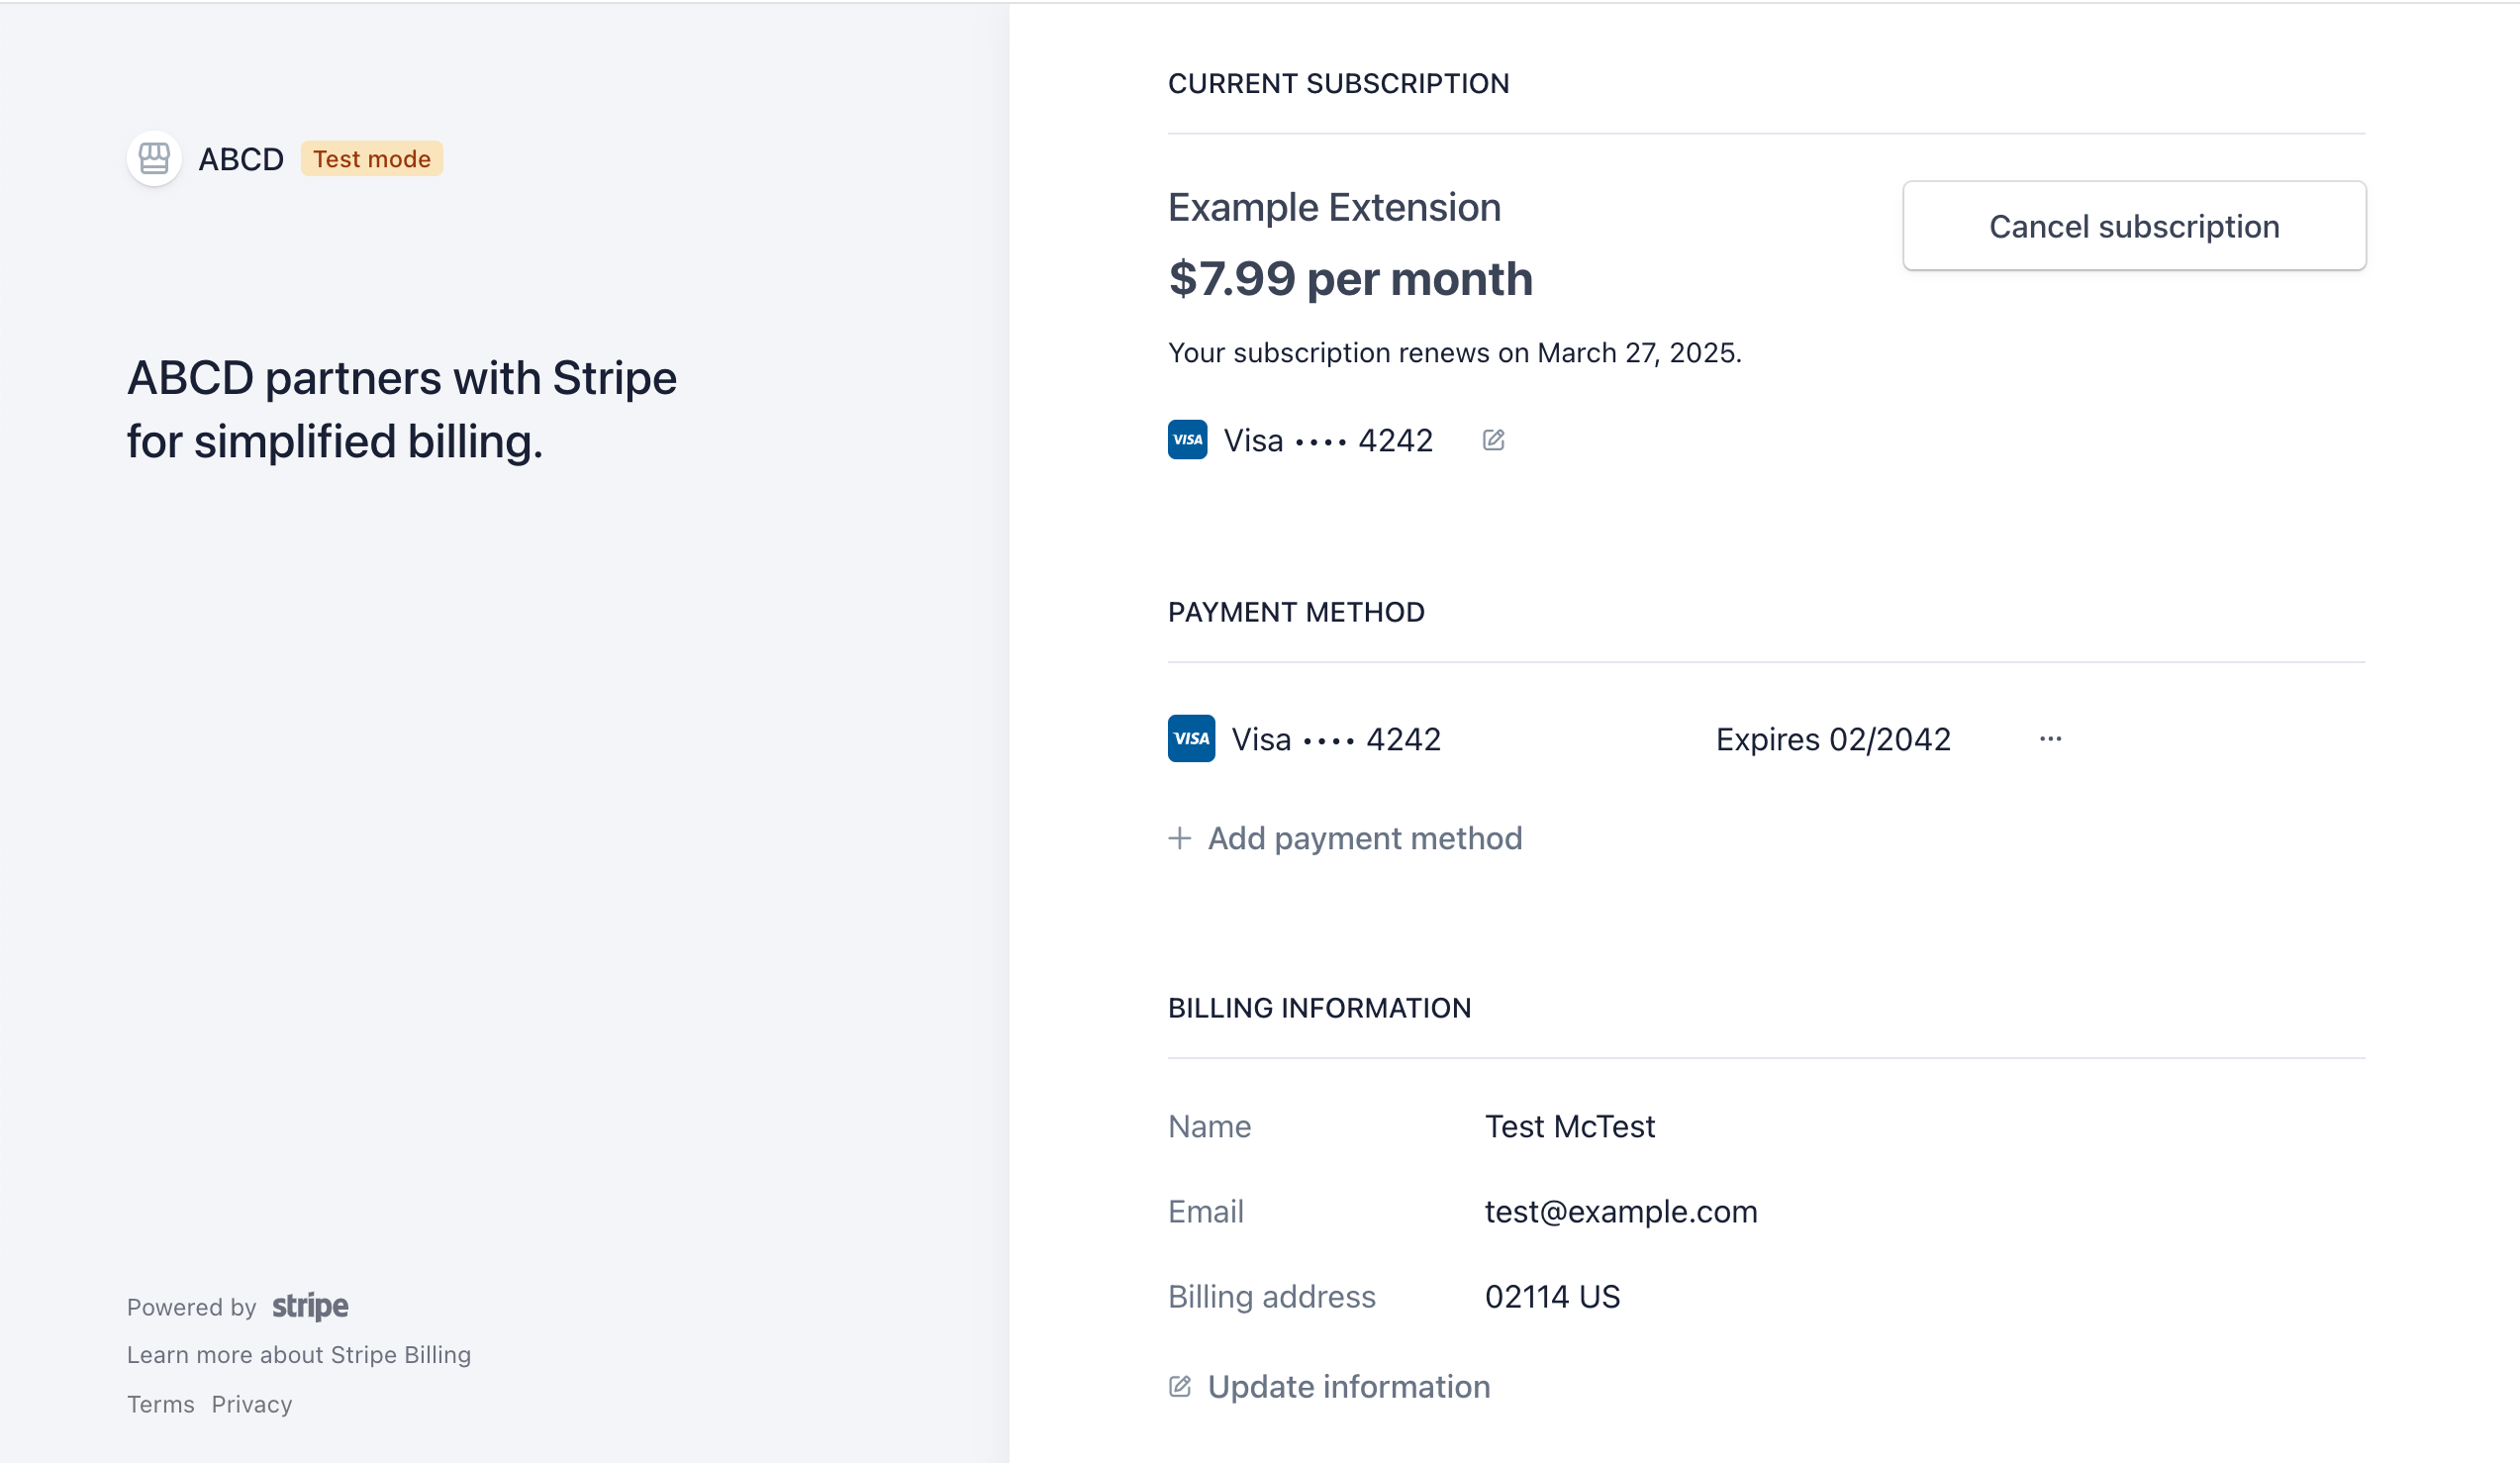 ABCD Test mode
ABCD partners with Stripe
for simplified billing.
Powered by stripe
Learn more about Stripe Billing
Terms Privacy
CURRENT SUBSCRIPTION
Example Extension
Cancel subscription
$7.99 per month
Your subscription renews on March 27, 2025.
VISA Visa •••• 4242
PAYMENT METHOD
VISA Visa •••• 4242 Expires 02/2042 ···
+ Add payment method
BILLING INFORMATION
Name Test McTest
Email test@example.com
Billing address 02114 US
Update information